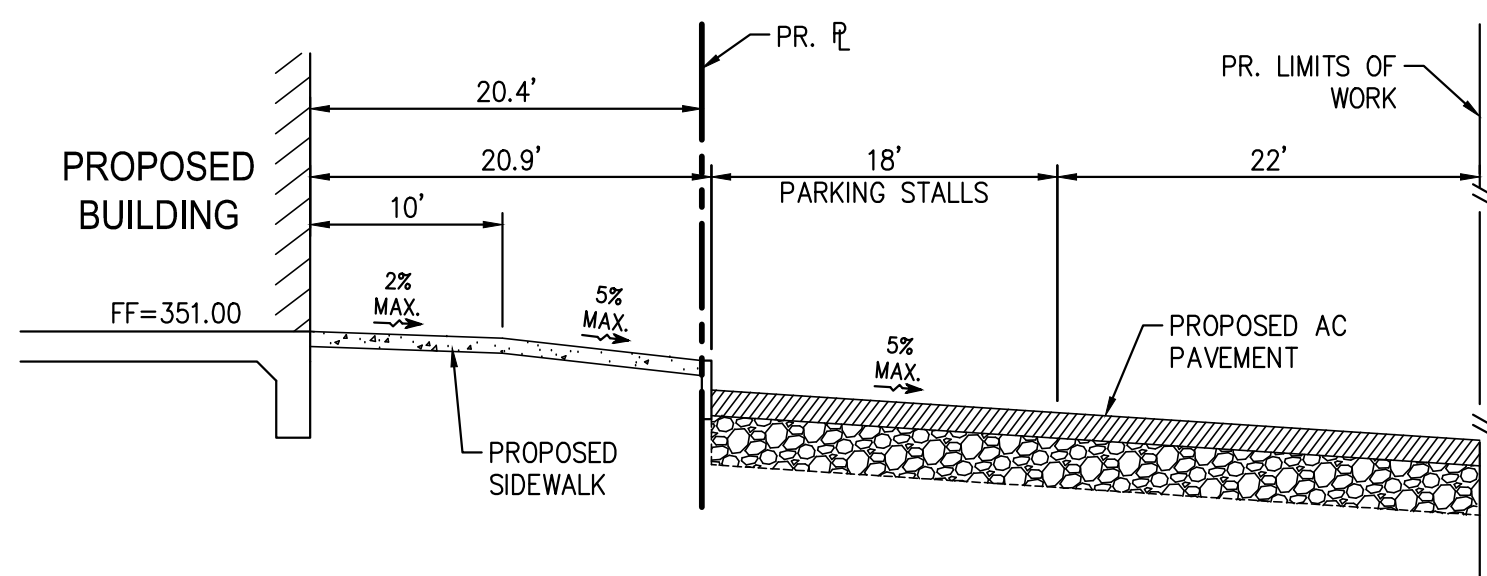 PR. PL
PR. LIMITS OF
WORK
20.4'
PROPOSED
BUILDING
20.9'
18'
PARKING STALLS
22'
10'
FF=351.00
2%
MAX.
5%
MAX.
5%
MAX.
PROPOSED AC
PAVEMENT
PROPOSED
SIDEWALK